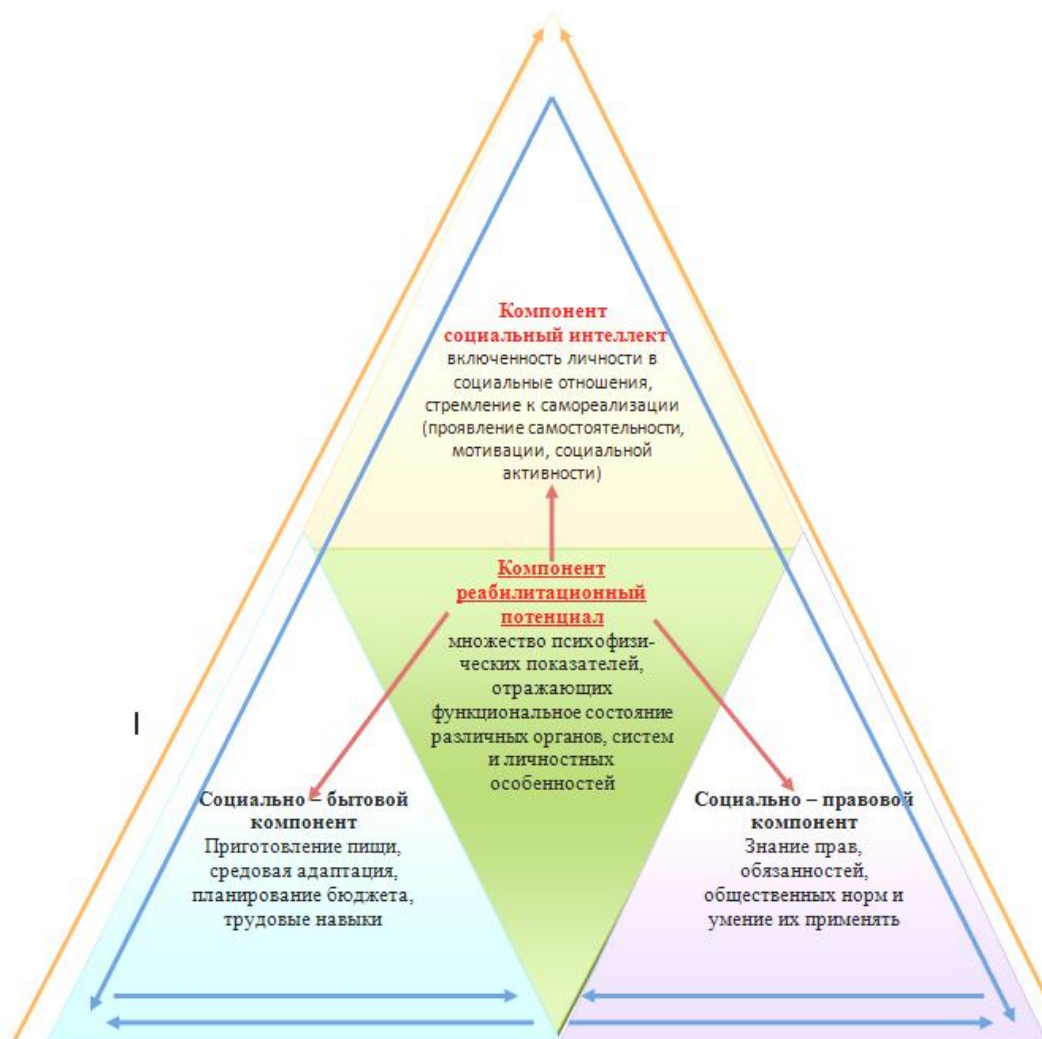 Компонент
социальный интеллект
включенность личности в
социальные отношения,
стремление к самореализации
(проявление самостоятельности,
мотивации, социальной
активности)
Компонент
реабилитационный
потенциал
множество психофизи-
ческих показателей,
отражающих
функциональное состояние
различных органов, систем
и личностных
особенностей
I
Социально – бытовой
компонент
Приготовление пищи,
средовая адаптация,
планирование бюджета,
трудовые навыки
Социально – правовой
компонент
Знание прав,
обязанностей,
общественных норм и
умение их применять